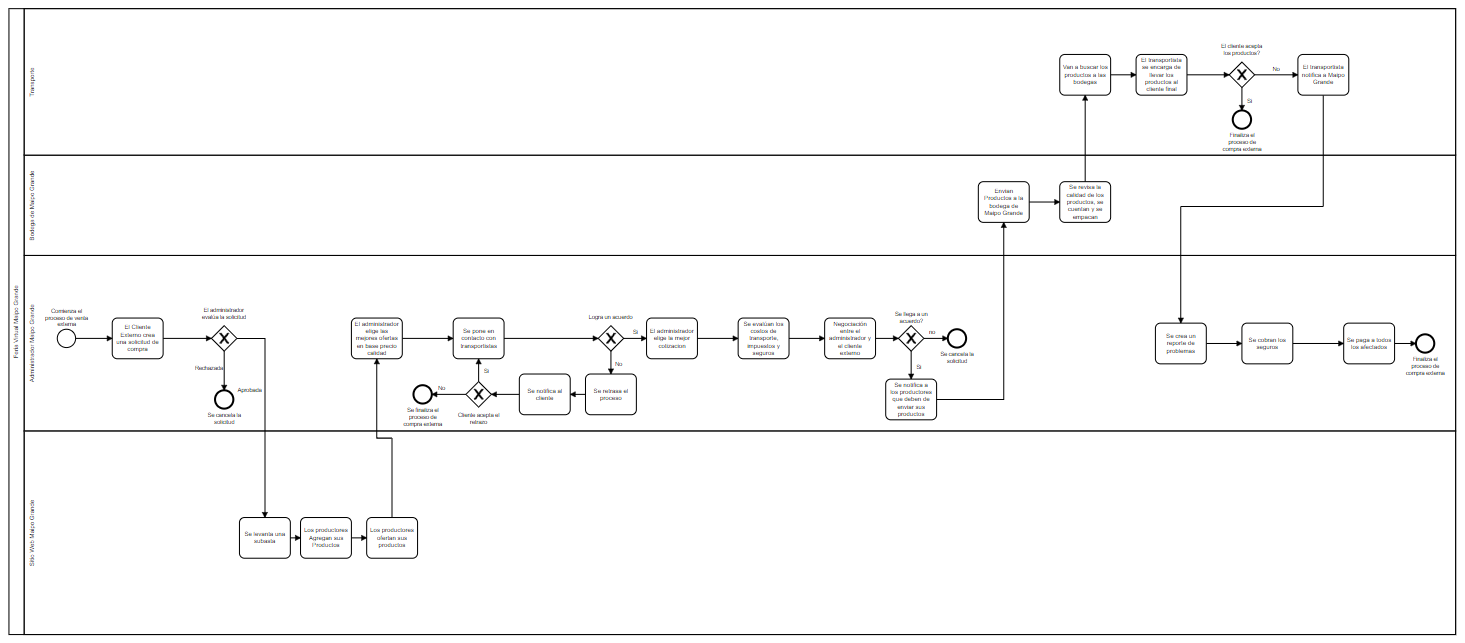 Feria Virtual Maipo Grande
Transporte
Van a buscar los
productos a las
bodegas
El transportista
se encarga de
llevar los
productos al
cliente final
El cliente acepta
los productos?
No
Si
Finaliza el
proceso de
compra externa
El transportista
notifica a Maipo
Grande
Bodega de Maipo Grande
Envian
Productos a la
bodega de
Maipo Grande
Se revisa la
calidad de los
productos, se
cuentan y se
empacan
Administrador Maipo Grande
Comienza el
proceso de venta
externa
El Cliente
Externo crea
una solicitud de
compra
El administrador
evalúa la solicitud
Rechazada
Aprobada
Se cancela la
solicitud
El administrador
elige las
mejores ofertas
en base precio
calidad
Se pone en
contacto con
transportistas
Logra un acuerdo
Si
No
Se retrasa el
proceso
Se notifica el
cliente
Cliente acepta el
retrazo
Si
No
Se finaliza el
proceso de
compra externa
El administrador
elige la mejor
cotizacion
Se evalúan los
costos de
transporte,
impuestos y
seguros
Negociación
entre el
administrador y
el cliente
externo
Se llega a un
acuerdo?
no
Se cancela la
solicitud
Si
Se notifica a
los productores
que deben de
enviar sus
productos
Se crea un
reporte de
problemas
Se cobran los
seguros
Se paga a todos
los afectados
Finaliza el
proceso de
compra externa
Sitio Web Maipo Grande
Se levanta una
subasta
Los productores
Agregan sus
Productos
Los productores
ofertan sus
productos